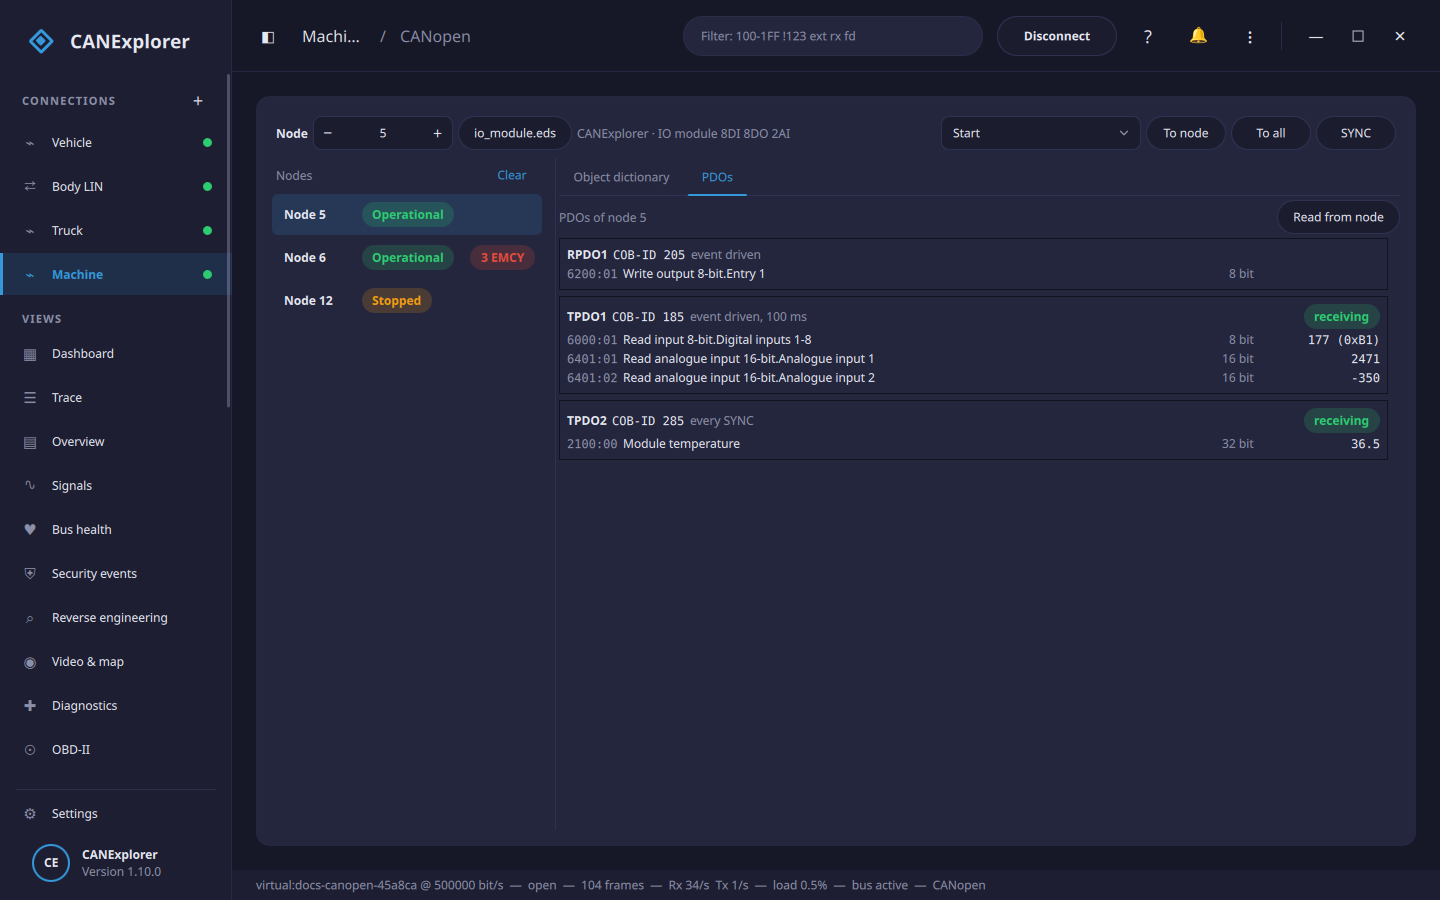 CANExplorer
CONNECTIONS +
Vehicle
Body LIN
Truck
Machine
VIEWS
Dashboard
Trace
Overview
Signals
Bus health
Security events
Reverse engineering
Video & map
Diagnostics
OBD-II
Settings
CE
CANExplorer
Version 1.10.0
Machi... / CANopen
Filter: 100-1FF !123 ext rx fd
Disconnect
?
Node − 5 + io_module.eds CANExplorer · IO module 8DI 8DO 2AI
Start To node To all SYNC
Nodes Clear
Node 5 Operational
Node 6 Operational 3 EMCY
Node 12 Stopped
Object dictionary PDOs
PDOs of node 5 Read from node
RPDO1 COB-ID 205 event driven
6200:01 Write output 8-bit.Entry 1 8 bit
TPDO1 COB-ID 185 event driven, 100 ms receiving
6000:01 Read input 8-bit.Digital inputs 1-8 8 bit 177 (0xB1)
6401:01 Read analogue input 16-bit.Analogue input 1 16 bit 2471
6401:02 Read analogue input 16-bit.Analogue input 2 16 bit -350
TPDO2 COB-ID 285 every SYNC receiving
2100:00 Module temperature 32 bit 36.5
virtual:docs-canopen-45a8ca @ 500000 bit/s — open — 104 frames — Rx 34/s Tx 1/s — load 0.5% — bus active — CANopen